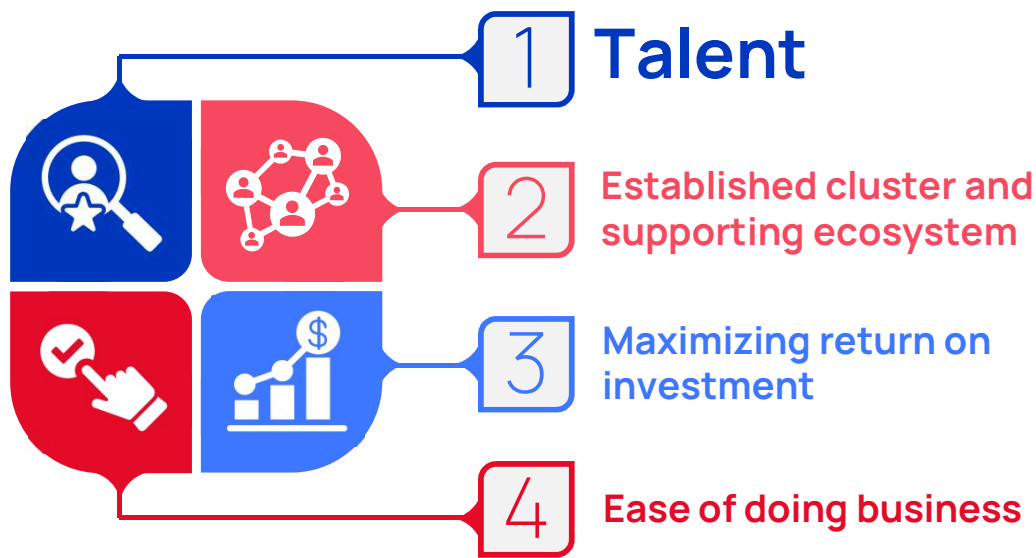 1 Talent
2 Established cluster and
supporting ecosystem
$
3 Maximizing return on
investment
4 Ease of doing business